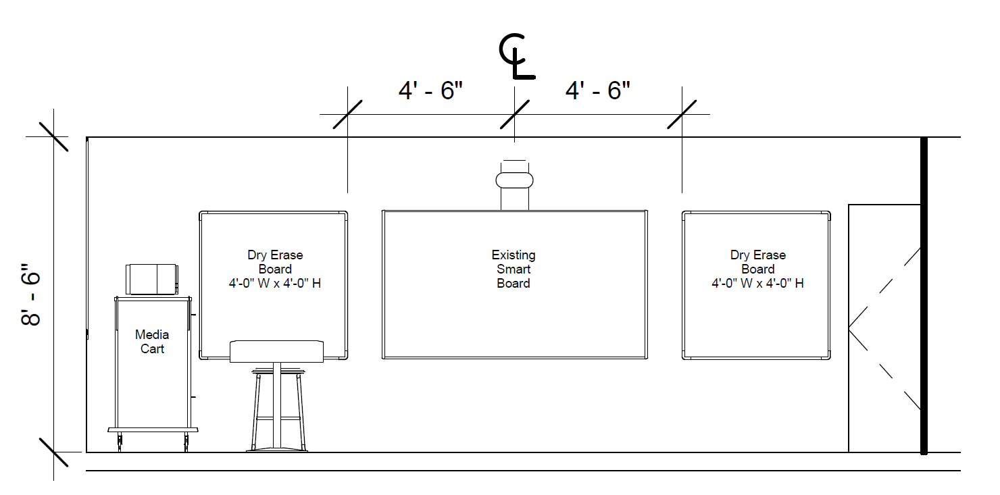 ℄
4' - 6" 4' - 6"
8' - 6"
Dry Erase
Board
4'-0" W x 4'-0" H
Existing
Smart
Board
Dry Erase
Board
4'-0" W x 4'-0" H
Media
Cart